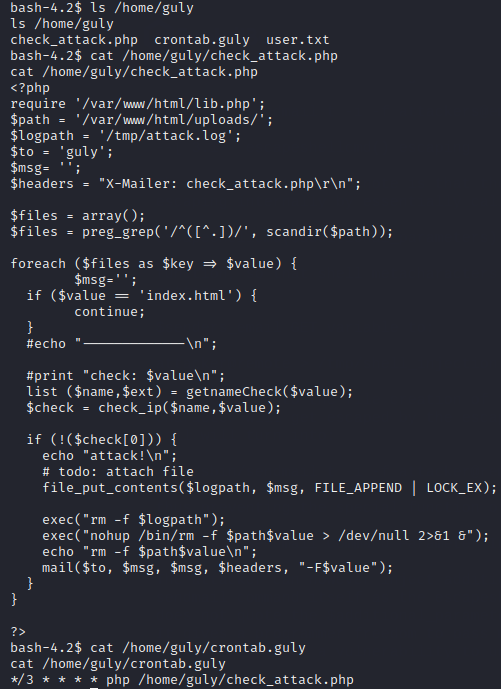 bash-4.2$ ls /home/guly
ls /home/guly
check_attack.php  crontab.guly  user.txt
bash-4.2$ cat /home/guly/check_attack.php
cat /home/guly/check_attack.php
<?php
require '/var/www/html/lib.php';
$path = '/var/www/html/uploads/';
$logpath = '/tmp/attack.log';
$to = 'guly';
$msg= '';
$headers = "X-Mailer: check_attack.php\r\n";

$files = array();
$files = preg_grep('/^([^.])/', scandir($path));

foreach ($files as $key => $value) {
        $msg='';
  if ($value == 'index.html') {
        continue;
  }
  #echo "-------------\n";

  #print "check: $value\n";
  list ($name,$ext) = getnameCheck($value);
  $check = check_ip($name,$value);

  if (!($check[0])) {
    echo "attack!\n";
    # todo: attach file
    file_put_contents($logpath, $msg, FILE_APPEND | LOCK_EX);

    exec("rm -f $logpath");
    exec("nohup /bin/rm -f $path$value > /dev/null 2>&1 &");
    echo "rm -f $path$value\n";
    mail($to, $msg, $msg, $headers, "-F$value");
  }
}

?>
bash-4.2$ cat /home/guly/crontab.guly
cat /home/guly/crontab.guly
*/3 * * * * php /home/guly/check_attack.php